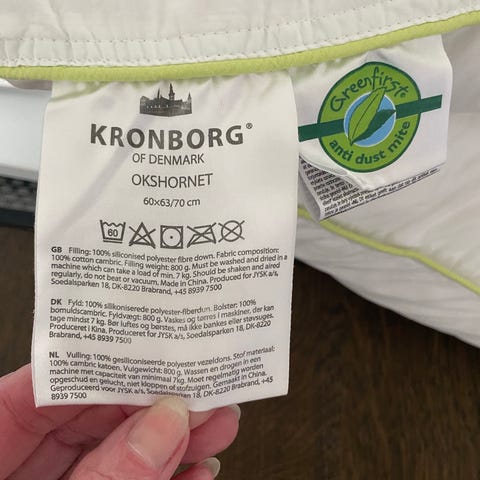 KRONBORG®
OF DENMARK
OKSHORNET
60×63/70 cm
60
GB Filling: 100% siliconised polyester fibre down. Fabric composition:
100% cotton cambric. Filling weight: 800 g. Must be washed and dried in a
machine which can take a load of min. 7 kg. Should be shaken and aired
regularly, do not beat or vacuum. Made in China. Produced for JYSK a/s,
Soedalsparken 18, DK-8220 Brabrand, +45 8939 7500
DK Fyld: 100% silikoniserede polyester-fiberdun. Bolster: 100%
bomuldscambric. Fyldvægt: 800 g. Vaskes og tørres i maskiner, der kan
tage mindst 7 kg. Bør luftes og børstes, må ikke bankes eller støvsuges.
Produceret i Kina. Produceret for JYSK a/s, Soedalsparken 18, DK-8220
Brabrand, +45 8939 7500
NL Vulling: 100% gesiliconiseerde polyester vezeldons. Stof materiaal:
100% cambric katoen. Vulgewicht: 800 g. Wassen en drogen in een
machine met capaciteit van minimaal 7kg. Moet regelmatig worden
opgeschud en gelucht, niet kloppen of stofzuigen. Gemaakt in China.
Geproduceerd voor JYSK a/s, Soedalsparken 18, DK-8220 Brabrand, +45
8939 7500
Greenfirst®
anti dust mite